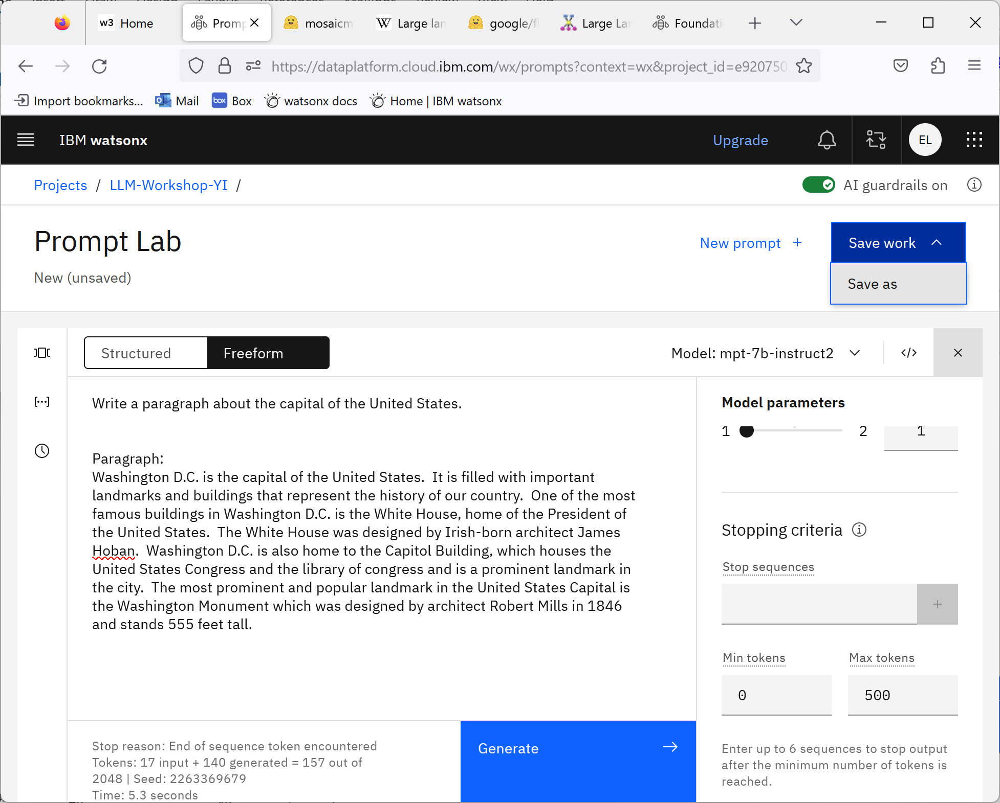 w3 Home
Promp
mosaicm
W Large lan
google/fl
Large Lar
Foundati
https://dataplatform.cloud.ibm.com/wx/prompts?context=wx&project_id=e920750
Import bookmarks...
Mail
box Box
watsonx docs
Home | IBM watsonx
IBM watsonx
Upgrade
EL
Projects / LLM-Workshop-YI /
AI guardrails on
Prompt Lab
New prompt +
Save work
New (unsaved)
Save as
Structured
Freeform
Model: mpt-7b-instruct2
</>
Write a paragraph about the capital of the United States.
Paragraph:
Washington D.C. is the capital of the United States.  It is filled with important
landmarks and buildings that represent the history of our country.  One of the most
famous buildings in Washington D.C. is the White House, home of the President of
the United States.  The White House was designed by Irish-born architect James
Hoban.  Washington D.C. is also home to the Capitol Building, which houses the
United States Congress and the library of congress and is a prominent landmark in
the city.  The most prominent and popular landmark in the United States Capital is
the Washington Monument which was designed by architect Robert Mills in 1846
and stands 555 feet tall.
Model parameters
1
2
1
Stopping criteria
Stop sequences
+
Min tokens
Max tokens
0
500
Enter up to 6 sequences to stop output
after the minimum number of tokens is
reached.
Stop reason: End of sequence token encountered
Tokens: 17 input + 140 generated = 157 out of
2048 | Seed: 2263369679
Time: 5.3 seconds
Generate